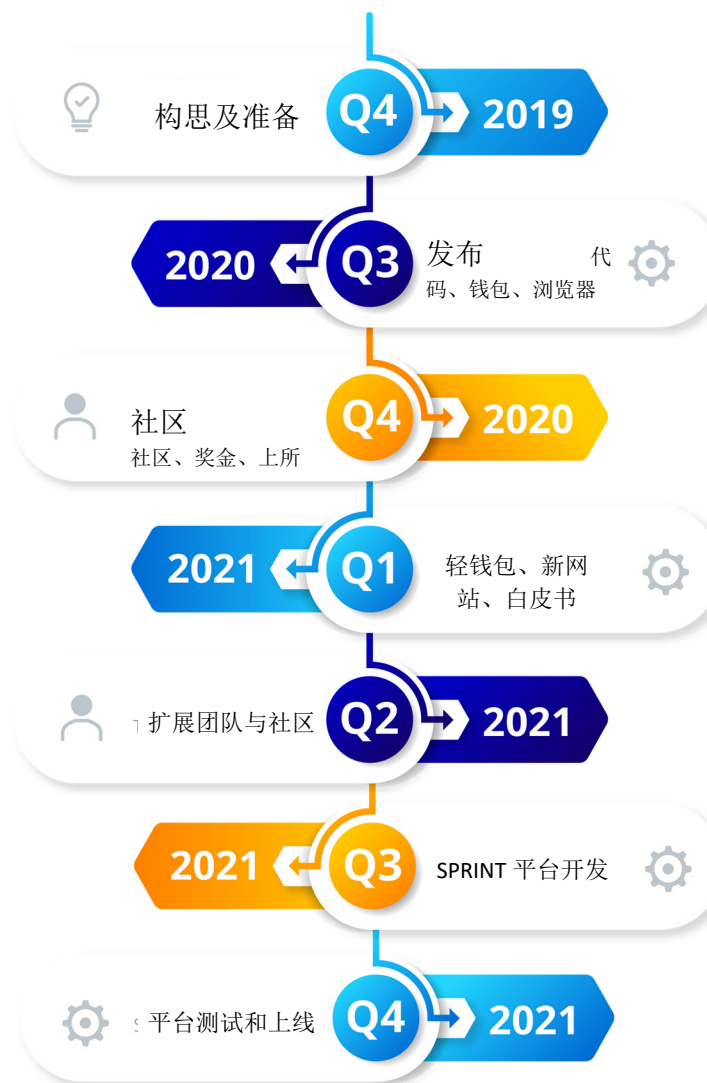 构思及准备 Q4 2019
2020 Q3 发布 代
码、钱包、浏览器
社区 Q4 2020
社区、奖金、上所
2021 Q1 轻钱包、新网
站、白皮书
扩展团队与社区 Q2 2021
2021 Q3 SPRINT 平台开发
平台测试和上线 Q4 2021